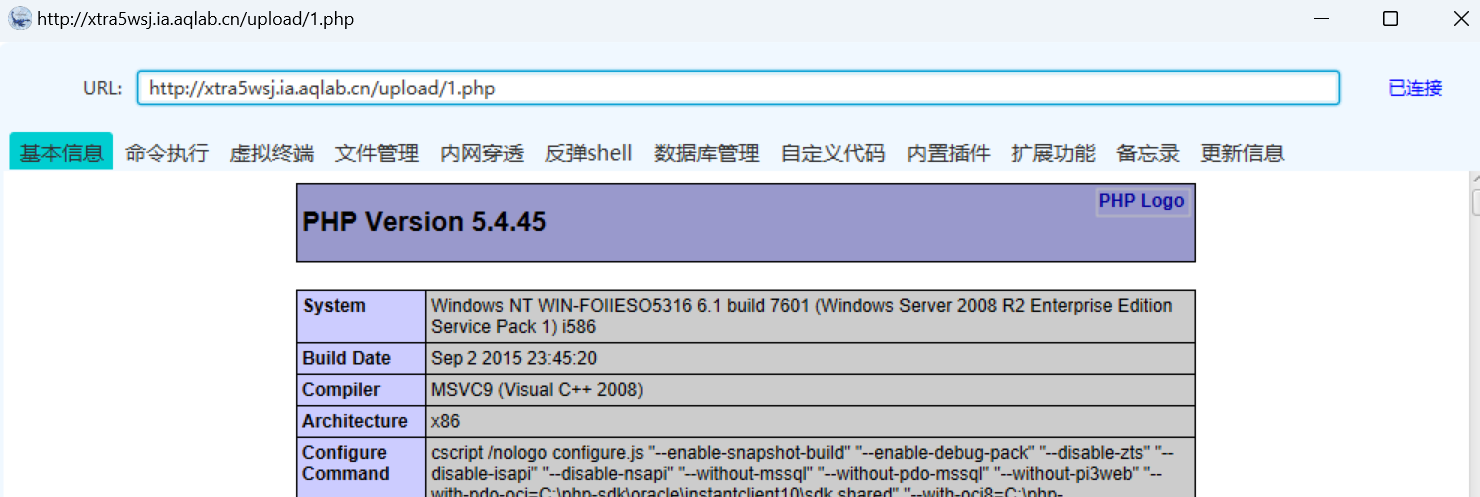 http://xtra5wsj.ia.aqlab.cn/upload/1.php
URL: http://xtra5wsj.ia.aqlab.cn/upload/1.php 已连接
基本信息 命令执行 虚拟终端 文件管理 内网穿透 反弹shell 数据库管理 自定义代码 内置插件 扩展功能 备忘录 更新信息
PHP Logo
PHP Version 5.4.45
System Windows NT WIN-FOIIESO5316 6.1 build 7601 (Windows Server 2008 R2 Enterprise Edition
Service Pack 1) i586
Build Date Sep 2 2015 23:45:20
Compiler MSVC9 (Visual C++ 2008)
Architecture x86
Configure cscript /nologo configure.js "--enable-snapshot-build" "--enable-debug-pack" "--disable-zts" "--
Command disable-isapi" "--disable-nsapi" "--without-mssql" "--without-pdo-mssql" "--without-pi3web" "--
with-pdo-oci=C:\php-sdk\oracle\instantclient10\sdk,shared" "--with-oci8=C:\php-